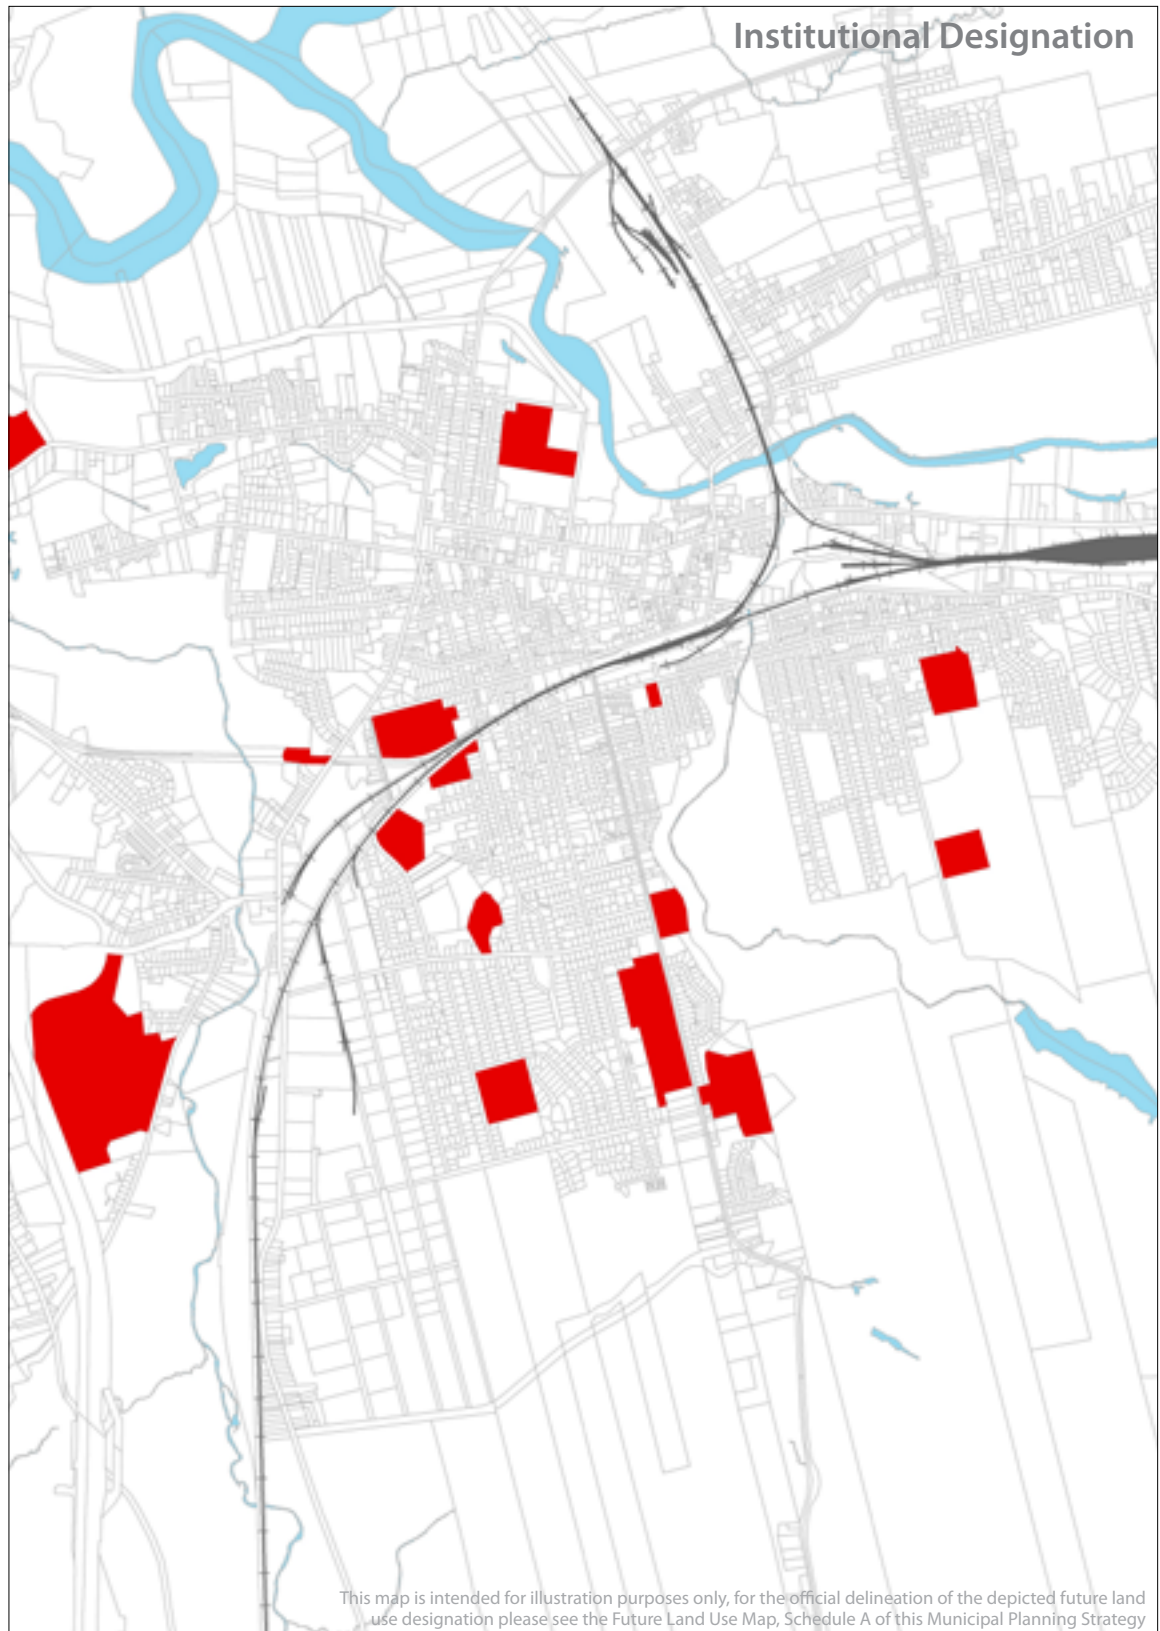 Institutional Designation
This map is intended for illustration purposes only, for the official delineation of the depicted future land
use designation please see the Future Land Use Map, Schedule A of this Municipal Planning Strategy